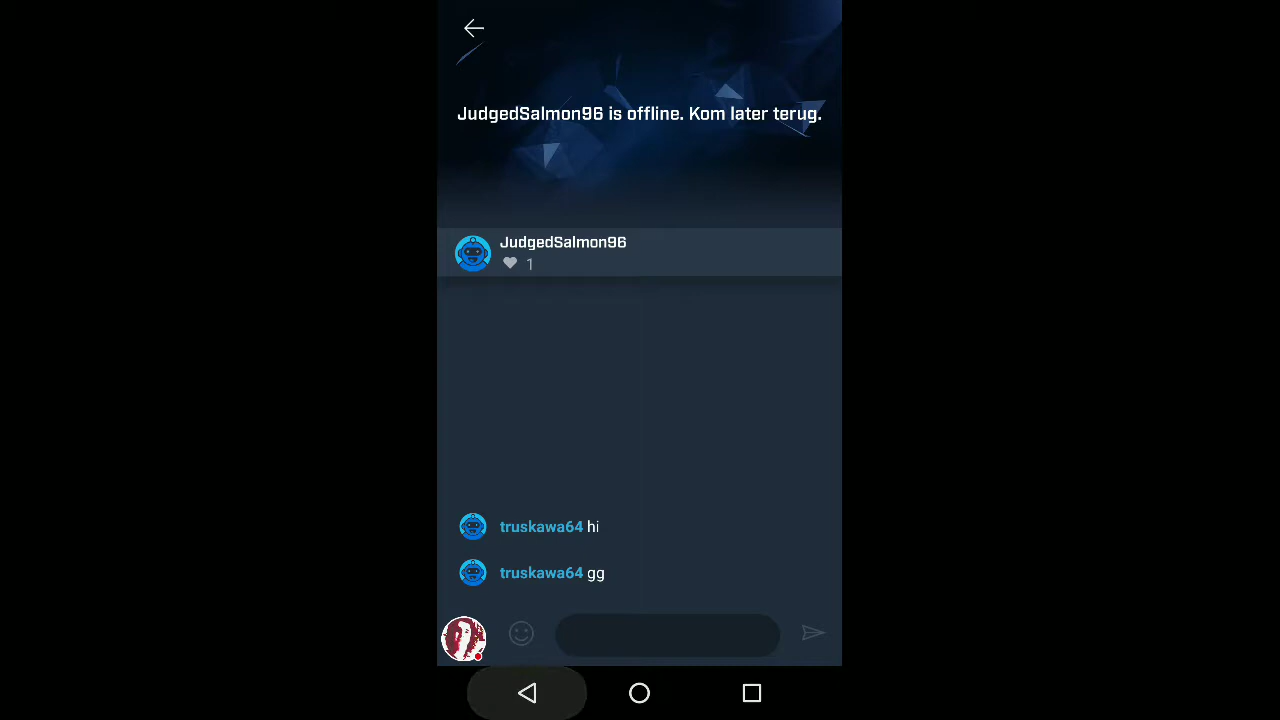 JudgedSalmon96 is offline. Kom later terug.
JudgedSalmon96
1
truskawa64 hi
truskawa64 gg